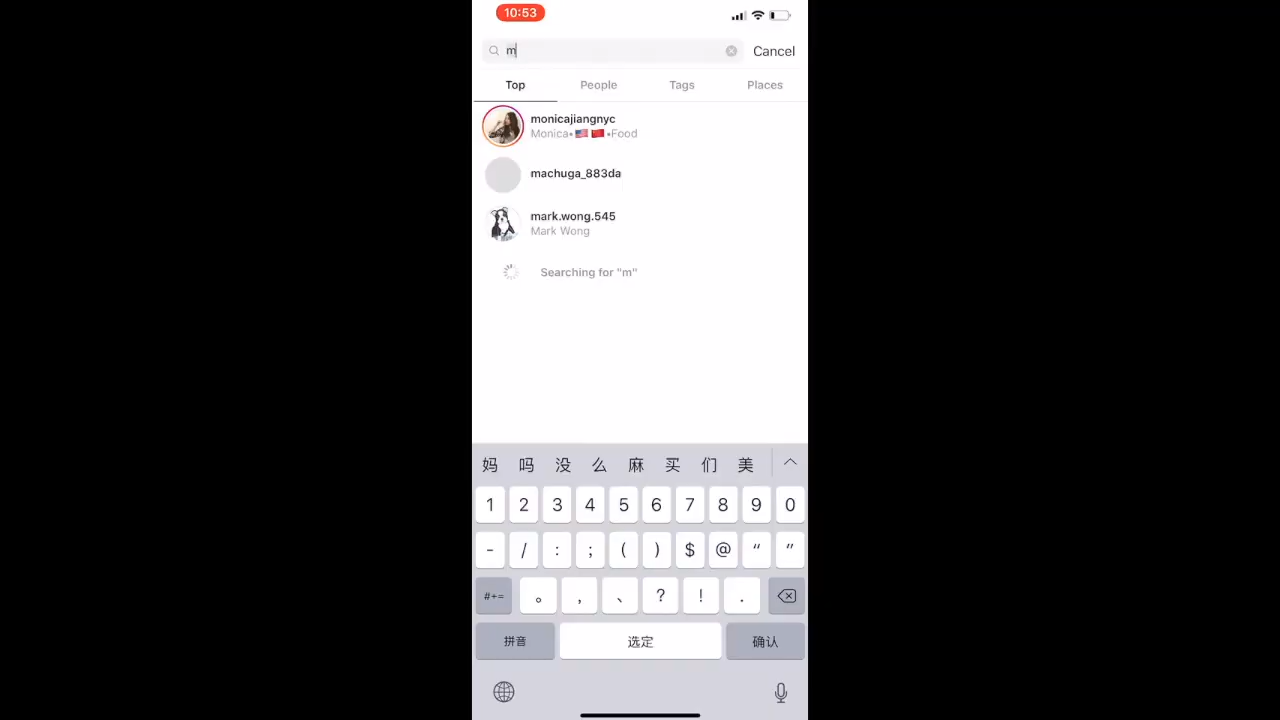 10:53
m
Cancel
Top People Tags Places
monicajiangnyc
Monica•🇺🇸 🇨🇳 •Food
machuga_883da
mark.wong.545
Mark Wong
Searching for "m"
妈 吗 没 么 麻 买 们 美
1 2 3 4 5 6 7 8 9 0
- / : ; ( ) $ @ “ ”
#+= 。 , 、 ? ! .
拼音 选定 确认